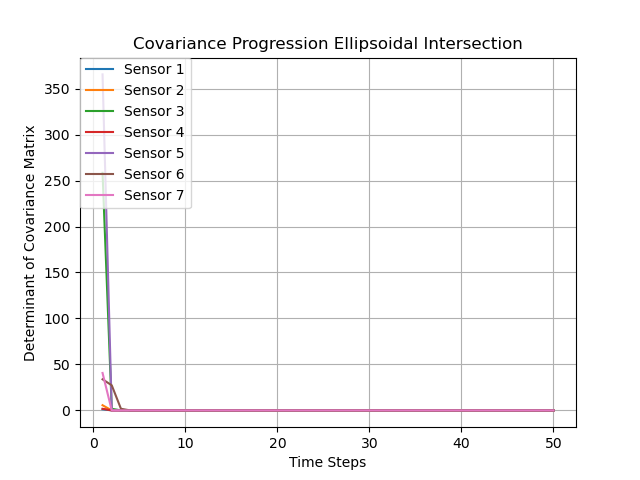 Covariance Progression Ellipsoidal Intersection
Sensor 1
Sensor 2
Sensor 3
Sensor 4
Sensor 5
Sensor 6
Sensor 7
Determinant of Covariance Matrix
350
300
250
200
150
100
50
0
0 10 20 30 40 50
Time Steps